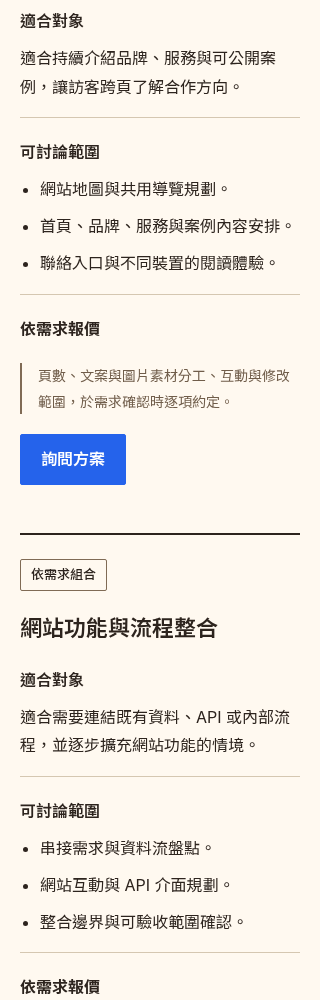 適合對象
適合持續介紹品牌、服務與可公開案
例，讓訪客跨頁了解合作方向。
可討論範圍
• 網站地圖與共用導覽規劃。
• 首頁、品牌、服務與案例內容安排。
• 聯絡入口與不同裝置的閱讀體驗。
依需求報價
頁數、文案與圖片素材分工、互動與修改
範圍，於需求確認時逐項約定。
詢問方案
依需求組合
網站功能與流程整合
適合對象
適合需要連結既有資料、API 或內部流
程，並逐步擴充網站功能的情境。
可討論範圍
• 串接需求與資料流盤點。
• 網站互動與 API 介面規劃。
• 整合邊界與可驗收範圍確認。
依需求報價